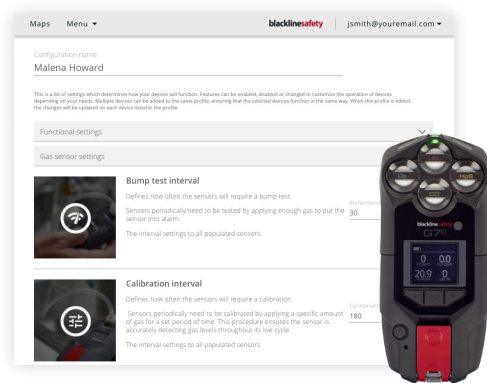 Maps Menu blacklinesafety jsmith@youremail.com
Configuration name
Malena Howard
This is a list of settings which determines how your devices will function. Features can be enabled, disabled or changed to customize the operation of devices
depending on your needs. Multiple devices can be added to the same profile, ensuring that the selected devices function in the same way. When this profile is edited,
the changes will be updated on each device listed in the profile.
Functional settings
Gas sensor settings
Bump test interval
Defines how often the sensors will require a bump test.
Sensors periodically need to be tested by applying enough gas to put the
sensor into alarm.
The interval settings to all populated sensors.
Bump interval
30
Calibration interval
Defines how often the sensors will require a calibration.
Sensors periodically need to be calibrated by applying a specific amount
of gas for a set period of time. This procedure ensures the sensor is
accurately detecting gas levels throughout its live cycle.
The interval settings to all populated sensors.
Cal interval
180
H₂S
CO
blacklinesafety
G7c
0 0.0
20.9 0